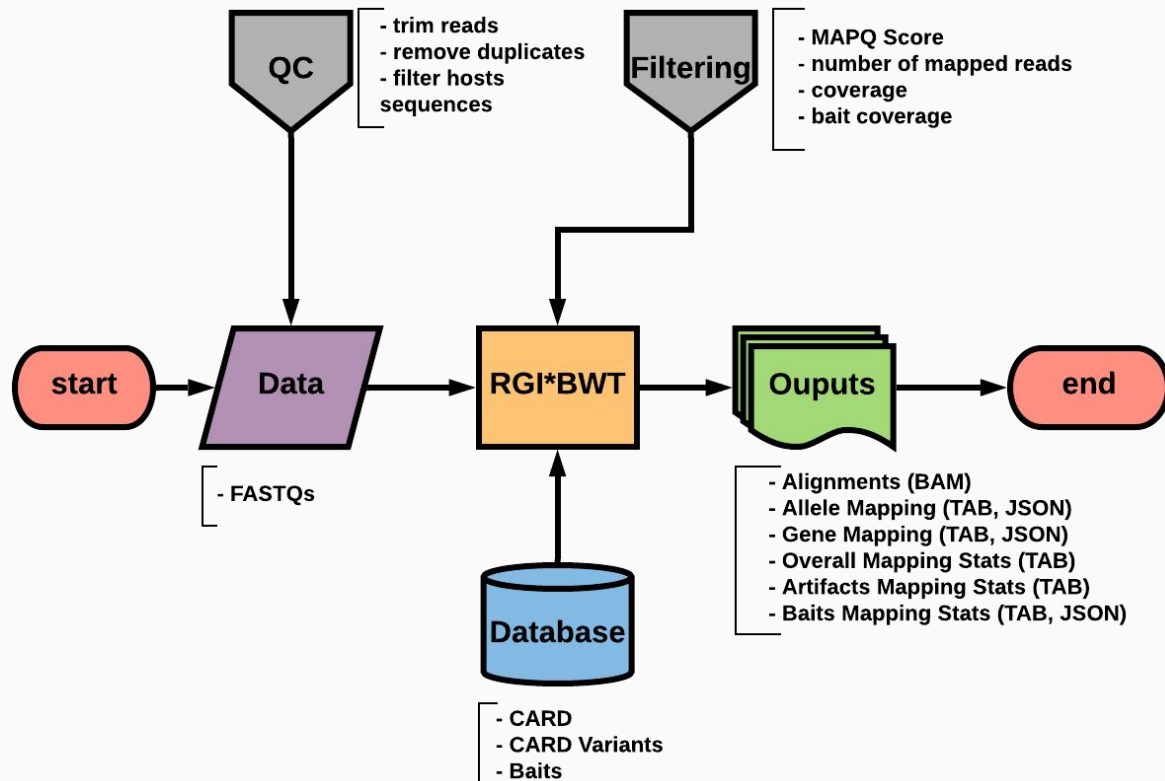 QC
- trim reads
- remove duplicates
- filter hosts
sequences
Filtering
- MAPQ Score
- number of mapped reads
- coverage
- bait coverage
start
Data
RGI*BWT
Ouputs
end
- FASTQs
- Alignments (BAM)
- Allele Mapping (TAB, JSON)
- Gene Mapping (TAB, JSON)
- Overall Mapping Stats (TAB)
- Artifacts Mapping Stats (TAB)
- Baits Mapping Stats (TAB, JSON)
Database
- CARD
- CARD Variants
- Baits